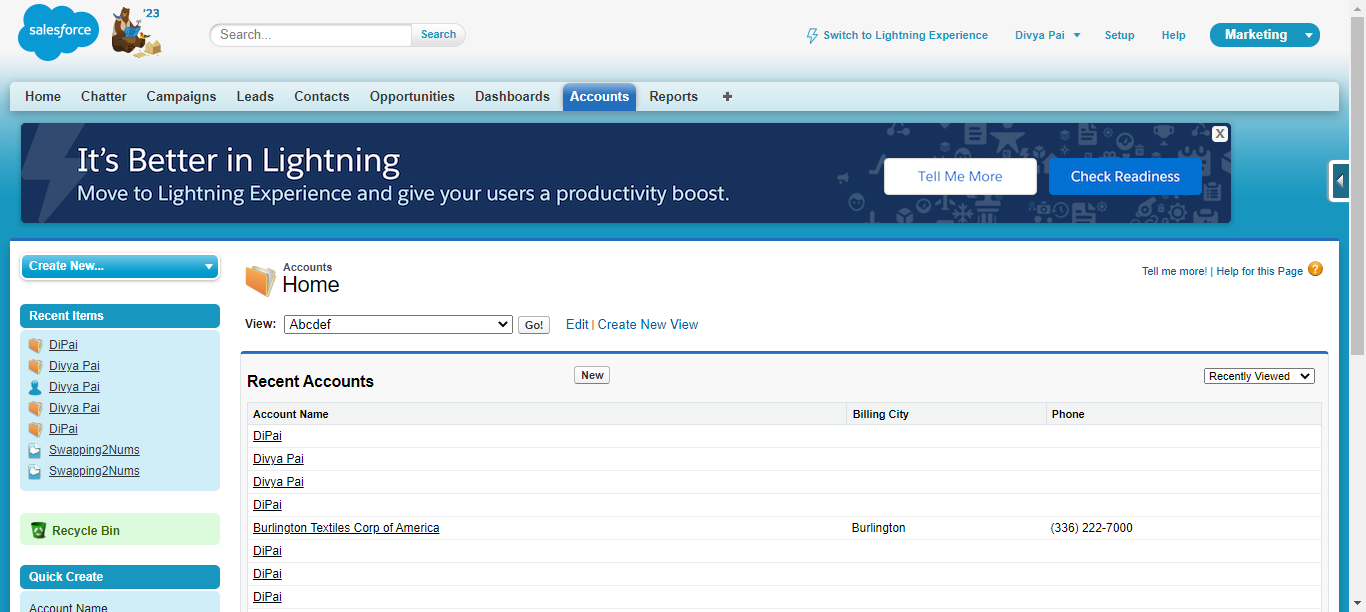 salesforce
'23
Search...
Search
Switch to Lightning Experience
Divya Pai
Setup
Help
Marketing
Home Chatter Campaigns Leads Contacts Opportunities Dashboards Accounts Reports +
It's Better in Lightning
Move to Lightning Experience and give your users a productivity boost.
Tell Me More
Check Readiness
X
Create New...
Recent Items
DiPai
Divya Pai
Divya Pai
Divya Pai
DiPai
Swapping2Nums
Swapping2Nums
Recycle Bin
Quick Create
Account Name
Accounts
Home
Tell me more! | Help for this Page ?
View: Abcdef Go! Edit | Create New View
Recent Accounts
New
Recently Viewed
Account Name Billing City Phone
DiPai
Divya Pai
Divya Pai
DiPai
Burlington Textiles Corp of America Burlington (336) 222-7000
DiPai
DiPai
DiPai